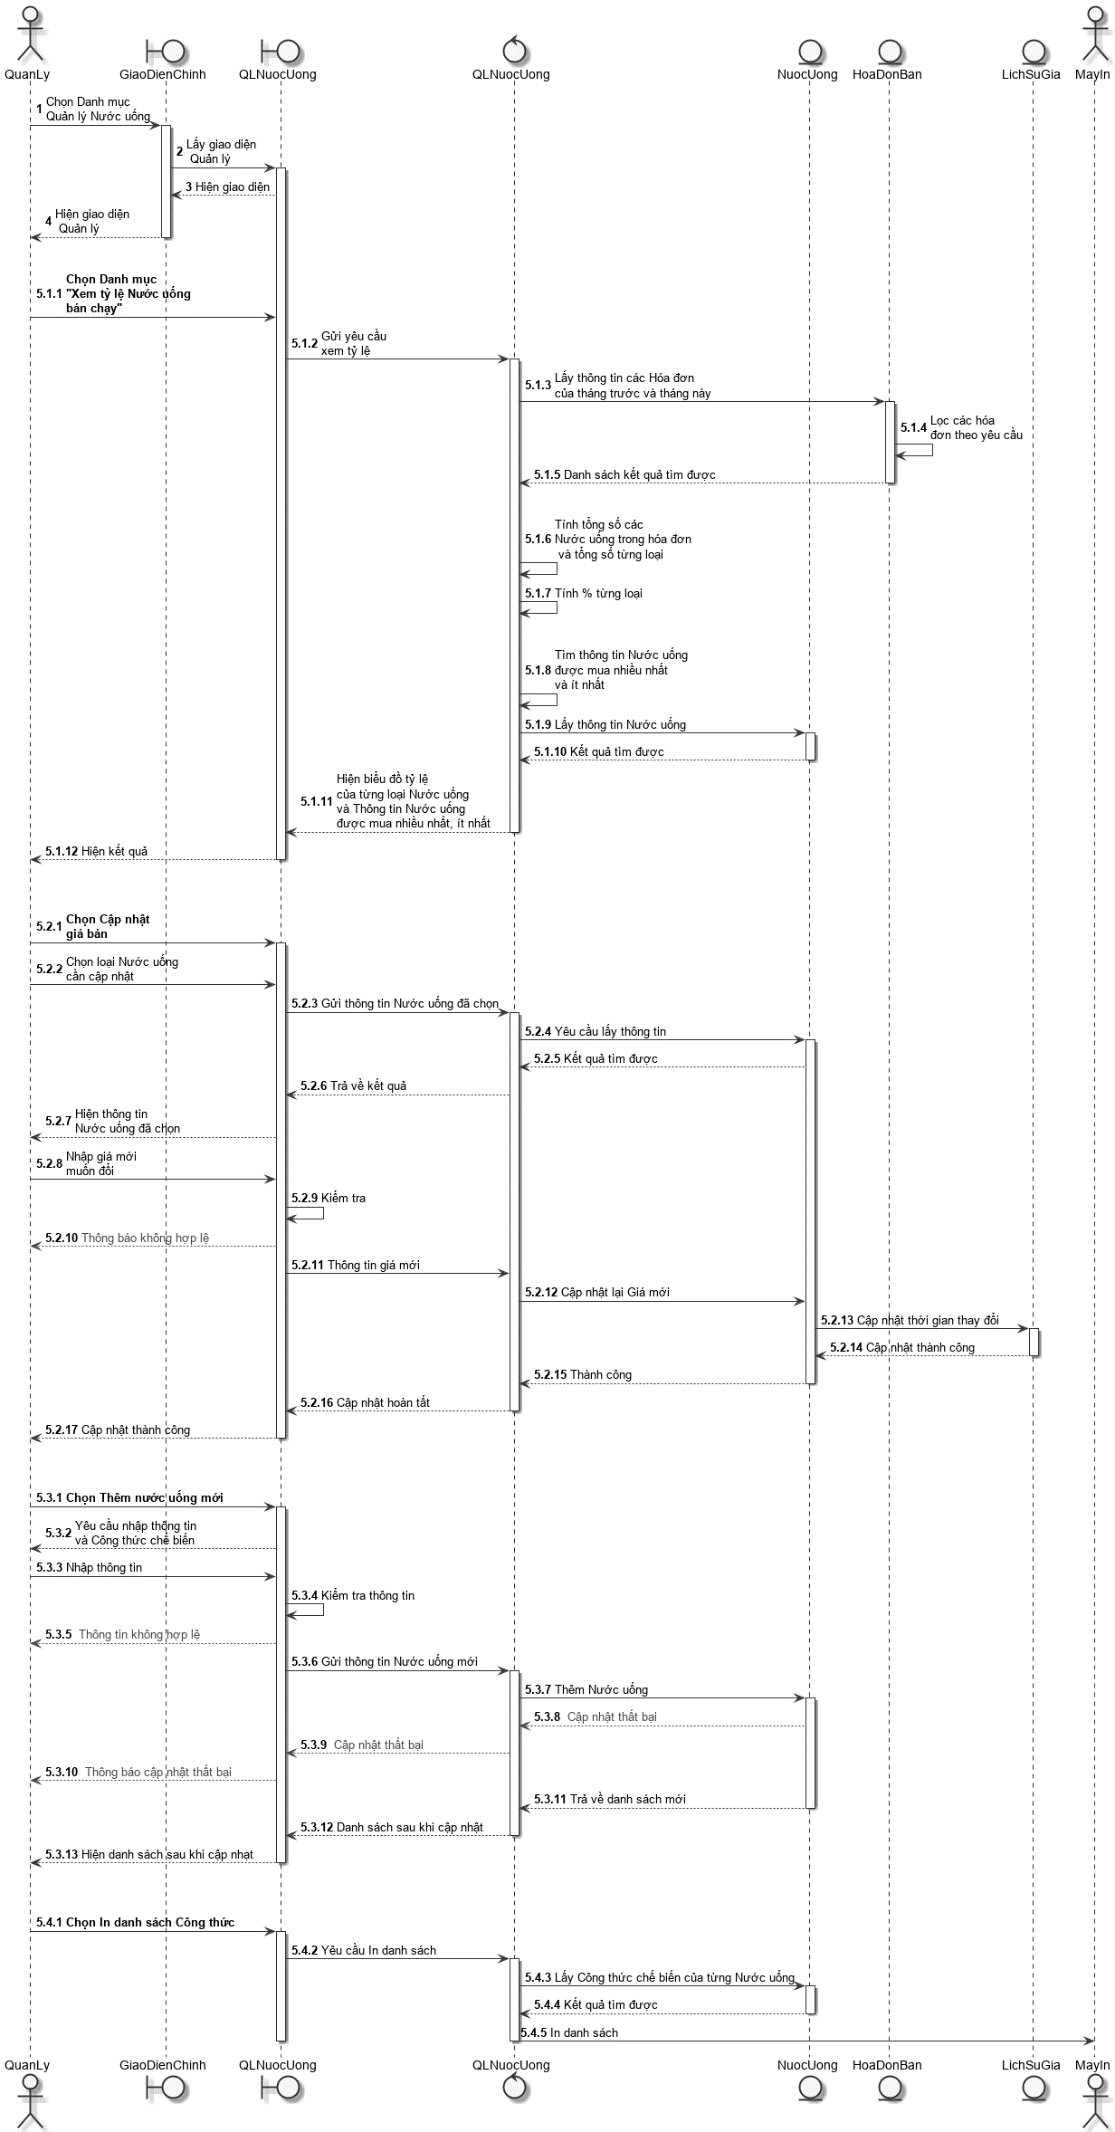 QuanLy
GiaoDienChinh
QLNuocUong
QLNuocUong
NuocUong
HoaDonBan
LichSuGia
MayIn
1 Chọn Danh mục
Quản lý Nước uống
2 Lấy giao diện
Quản lý
3 Hiện giao diện
4 Hiện giao diện
Quản lý
5.1.1 Chọn Danh mục
"Xem tỷ lệ Nước uống
bán chạy"
5.1.2 Gửi yêu cầu
xem tỷ lệ
5.1.3 Lấy thông tin các Hóa đơn
của tháng trước và tháng này
5.1.4 Lọc các hóa
đơn theo yêu cầu
5.1.5 Danh sách kết quả tìm được
5.1.6 Tính tổng số các
Nước uống trong hóa đơn
và tổng số từng loại
5.1.7 Tính % từng loại
5.1.8 Tìm thông tin Nước uống
được mua nhiều nhất
và ít nhất
5.1.9 Lấy thông tin Nước uống
5.1.10 Kết quả tìm được
5.1.11 Hiện biểu đồ tỷ lệ
của từng loại Nước uống
và Thông tin Nước uống
được mua nhiều nhất, ít nhất
5.1.12 Hiện kết quả
5.2.1 Chọn Cập nhật
giá bán
5.2.2 Chọn loại Nước uống
cần cập nhật
5.2.3 Gửi thông tin Nước uống đã chọn
5.2.4 Yêu cầu lấy thông tin
5.2.5 Kết quả tìm được
5.2.6 Trả về kết quả
5.2.7 Hiện thông tin
Nước uống đã chọn
5.2.8 Nhập giá mới
muốn đổi
5.2.9 Kiểm tra
5.2.10 Thông báo không hợp lệ
5.2.11 Thông tin giá mới
5.2.12 Cập nhật lại Giá mới
5.2.13 Cập nhật thời gian thay đổi
5.2.14 Cập nhật thành công
5.2.15 Thành công
5.2.16 Cập nhật hoàn tất
5.2.17 Cập nhật thành công
5.3.1 Chọn Thêm nước uống mới
5.3.2 Yêu cầu nhập thông tin
và Công thức chế biến
5.3.3 Nhập thông tin
5.3.4 Kiểm tra thông tin
5.3.5 Thông tin không hợp lệ
5.3.6 Gửi thông tin Nước uống mới
5.3.7 Thêm Nước uống
5.3.8 Cập nhật thất bại
5.3.9 Cập nhật thất bại
5.3.10 Thông báo cập nhật thất bại
5.3.11 Trả về danh sách mới
5.3.12 Danh sách sau khi cập nhật
5.3.13 Hiện danh sách sau khi cập nhạt
5.4.1 Chọn In danh sách Công thức
5.4.2 Yêu cầu In danh sách
5.4.3 Lấy Công thức chế biến của từng Nước uống
5.4.4 Kết quả tìm được
5.4.5 In danh sách
QuanLy
GiaoDienChinh
QLNuocUong
QLNuocUong
NuocUong
HoaDonBan
LichSuGia
MayIn